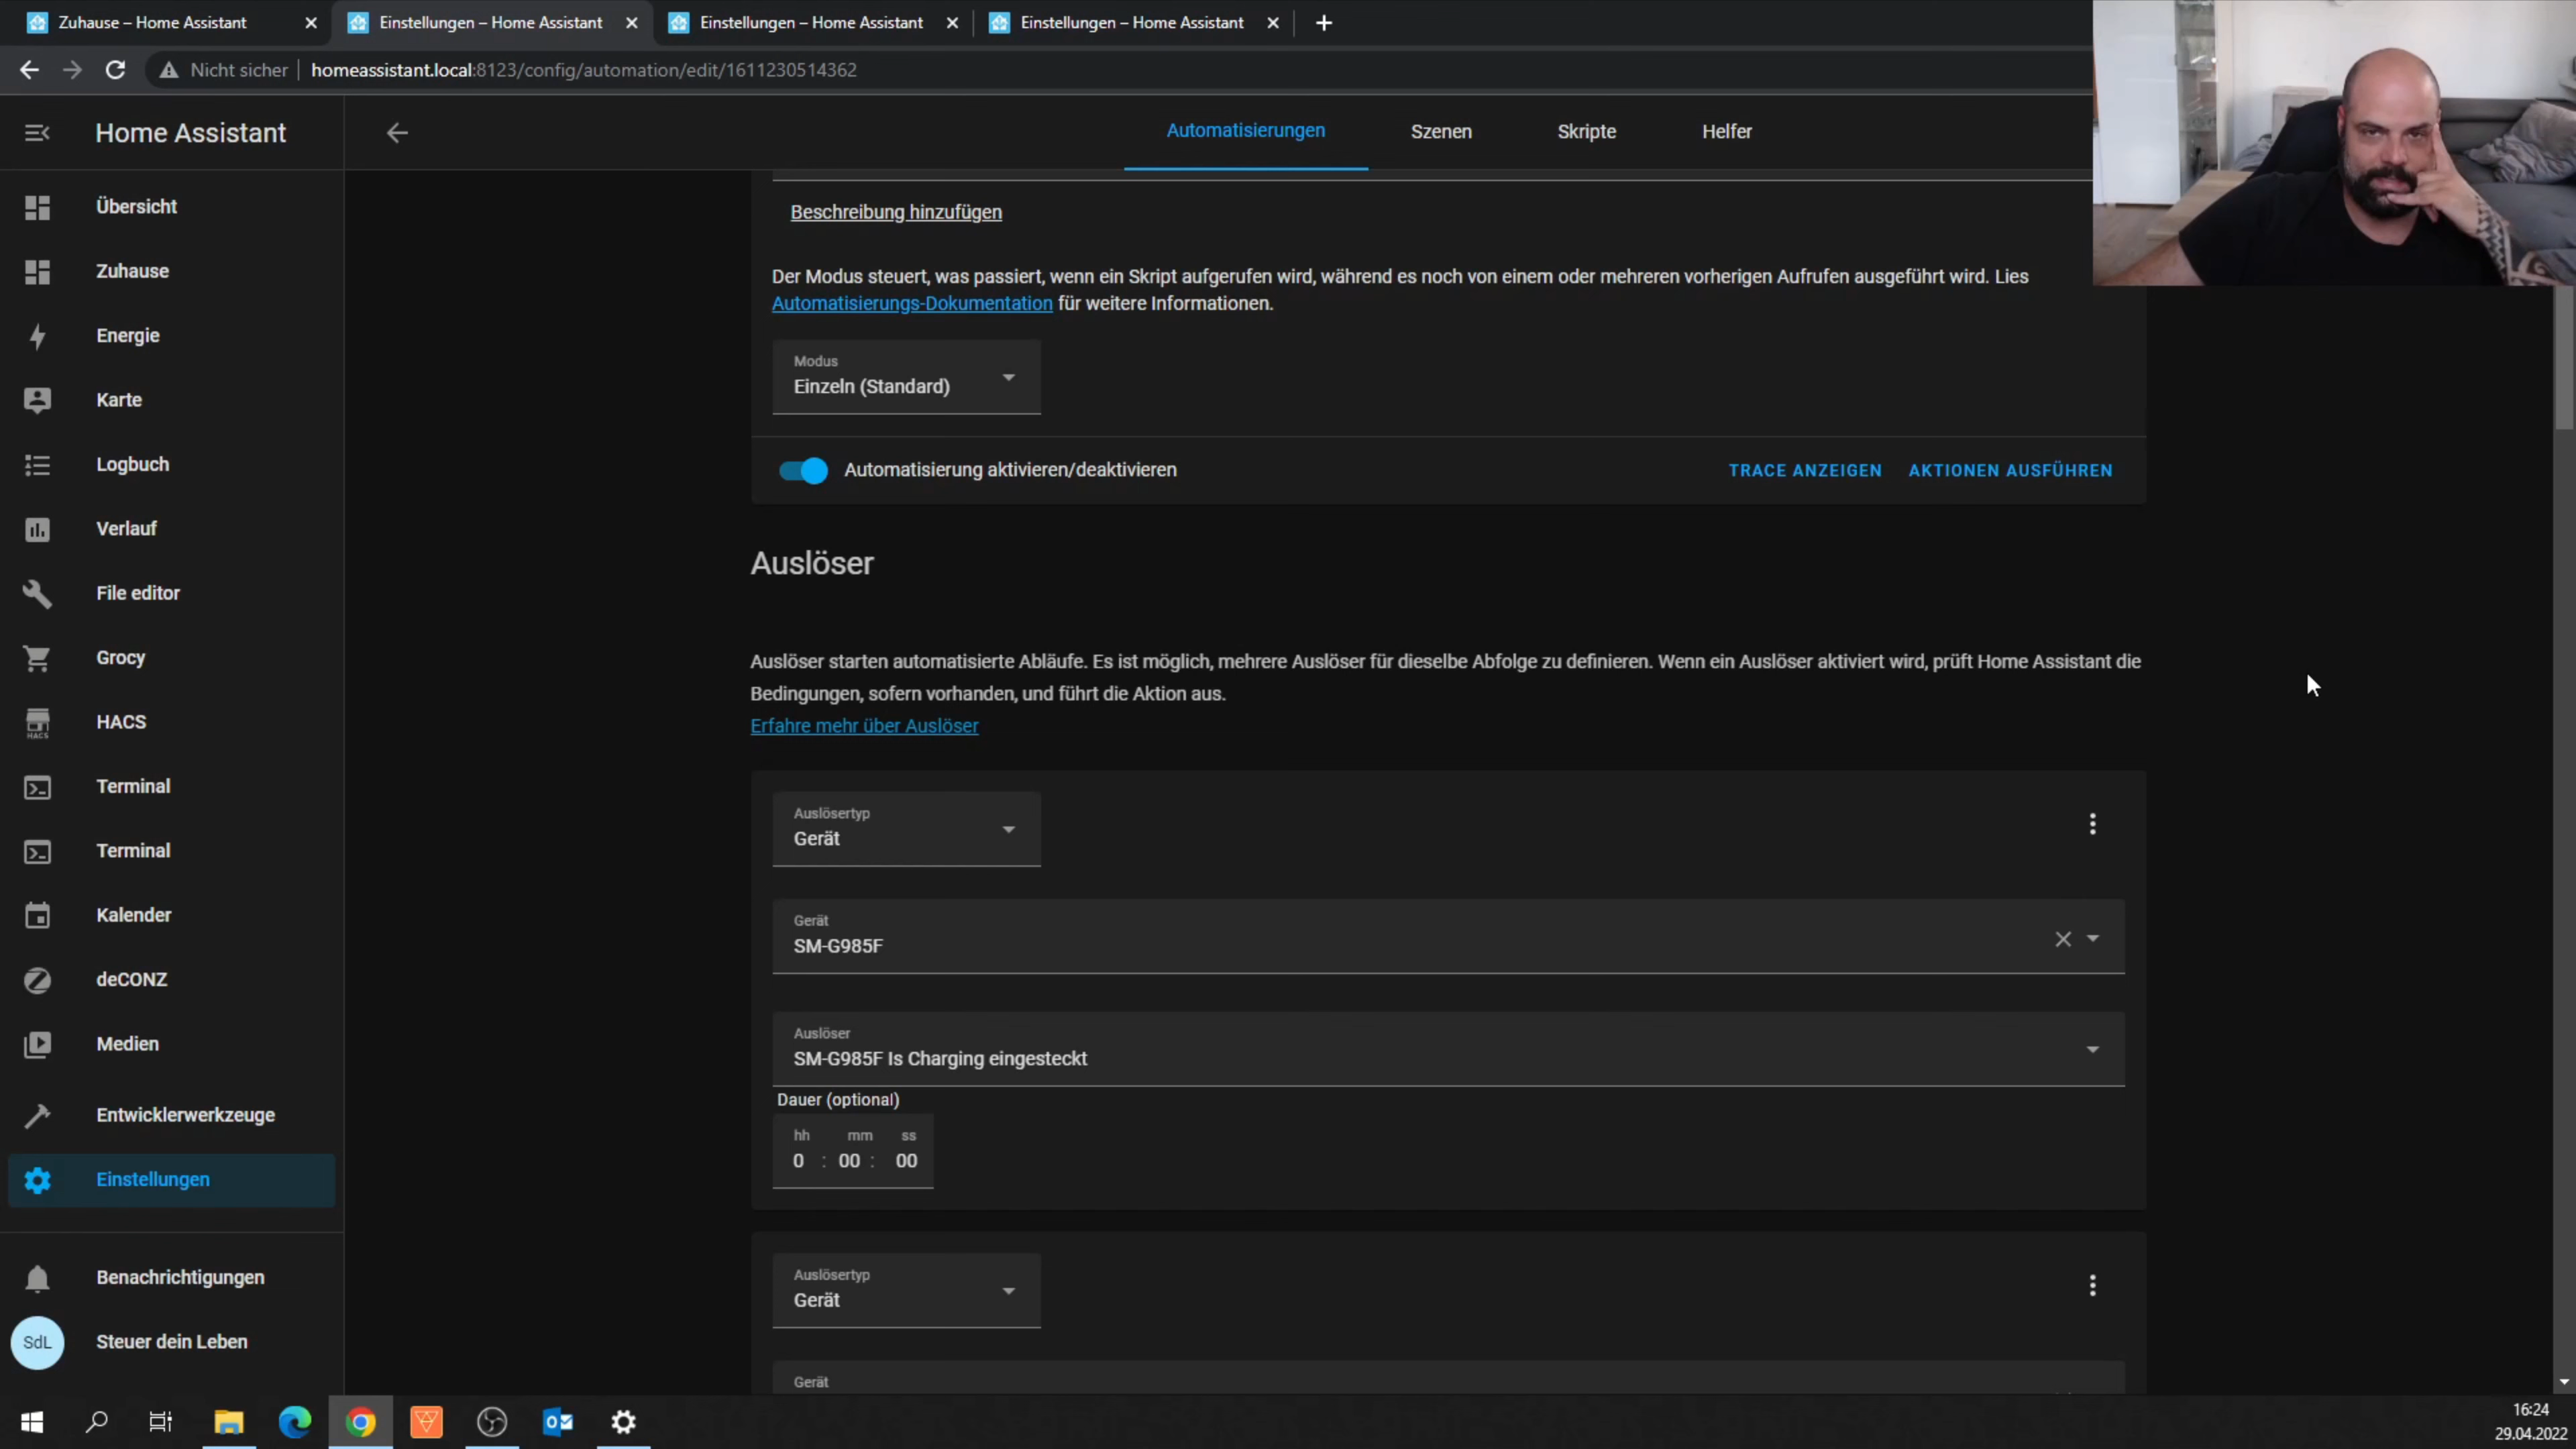 Zuhause – Home Assistant
Einstellungen – Home Assistant
Einstellungen – Home Assistant
Einstellungen – Home Assistant
Nicht sicher
homeassistant.local:8123/config/automation/edit/1611230514362
Home Assistant
Automatisierungen
Szenen
Skripte
Helfer
Übersicht
Zuhause
Energie
Karte
Logbuch
Verlauf
File editor
Grocy
HACS
HACS
Terminal
Terminal
Kalender
deCONZ
Medien
Entwicklerwerkzeuge
Einstellungen
Benachrichtigungen
SdL
Steuer dein Leben
Beschreibung hinzufügen
Der Modus steuert, was passiert, wenn ein Skript aufgerufen wird, während es noch von einem oder mehreren vorherigen Aufrufen ausgeführt wird. Lies
Automatisierungs-Dokumentation für weitere Informationen.
Modus
Einzeln (Standard)
Automatisierung aktivieren/deaktivieren
TRACE ANZEIGEN
AKTIONEN AUSFÜHREN
Auslöser
Auslöser starten automatisierte Abläufe. Es ist möglich, mehrere Auslöser für dieselbe Abfolge zu definieren. Wenn ein Auslöser aktiviert wird, prüft Home Assistant die
Bedingungen, sofern vorhanden, und führt die Aktion aus.
Erfahre mehr über Auslöser
Auslösertyp
Gerät
Gerät
SM-G985F
Auslöser
SM-G985F Is Charging eingesteckt
Dauer (optional)
hh mm ss
0 : 00 : 00
Auslösertyp
Gerät
Gerät
16:24
29.04.2022